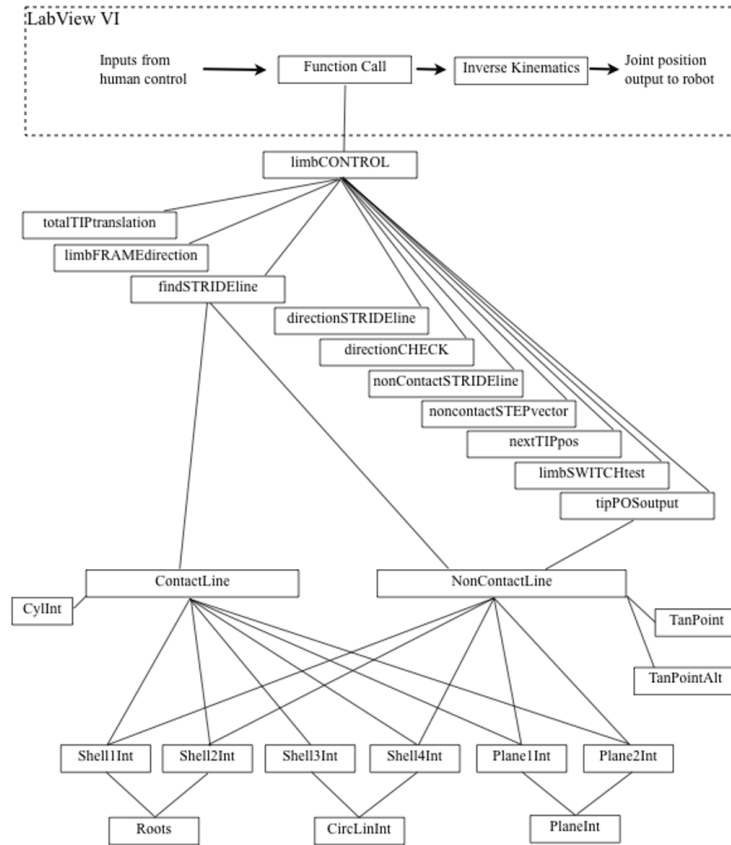 LabView VI
Inputs from
human control
Function Call
Inverse Kinematics
Joint position
output to robot
limbCONTROL
totalTIPtranslation
limbFRAMEdirection
findSTRIDEline
directionSTRIDEline
directionCHECK
nonContactSTRIDEline
noncontactSTEPvector
nextTIPpos
limbSWITCHtest
tipPOSoutput
ContactLine
NonContactLine
CylInt
TanPoint
TanPointAlt
Shell1Int
Shell2Int
Shell3Int
Shell4Int
Plane1Int
Plane2Int
Roots
CircLinInt
PlaneInt